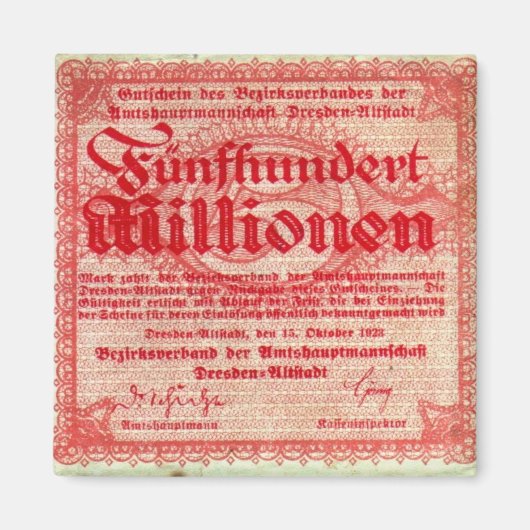 Gutschein des Bezirksverbandes der
Amtshauptmannschaft Dresden-Altstadt
Fünfhundert
Millionen
Mark zahlt der Bezirksverband der Amtshauptmannschaft
Dresden-Altstadt gegen Rückgabe dieses Gutscheines. — Die
Gültigkeit erlischt mit Ablauf der Frist, die bei Einziehung
der Scheine für deren Einlösung öffentlich bekanntgemacht wird
Dresden-Altstadt, den 15. Oktober 1923
Bezirksverband der Amtshauptmannschaft
Dresden-Altstadt
Amtshauptmann Kasseninspektor